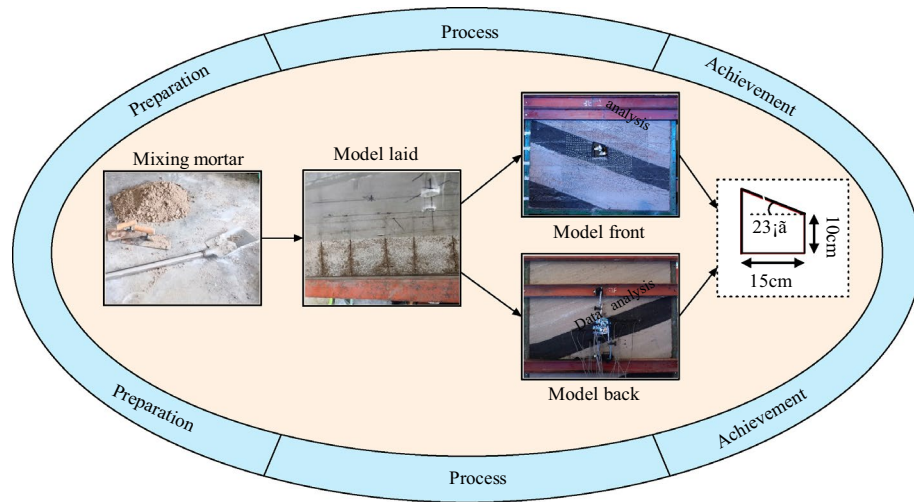 Process
Preparation
Achievement
Mixing mortar
Model laid
analysis
Model front
23¡ã
10cm
15cm
Data analysis
Model back
Preparation
Process
Achievement